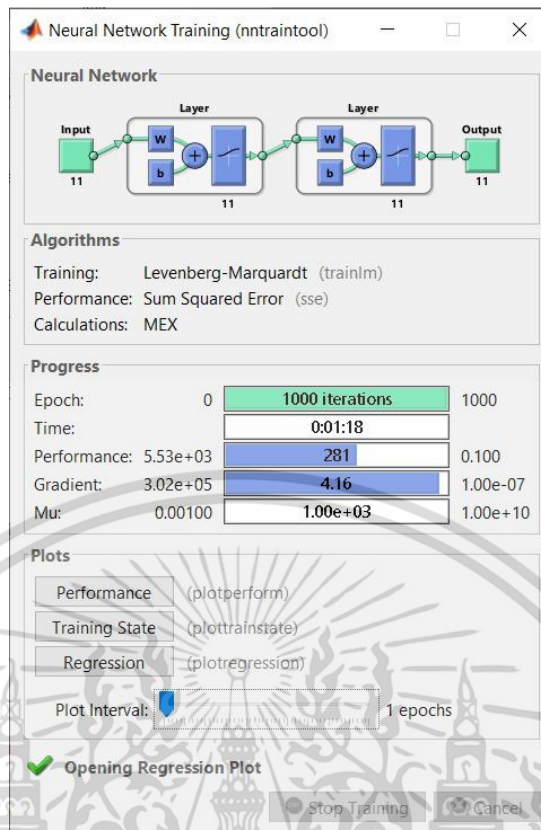 Neural Network Training (nntraintool)
Neural Network
Layer Layer
Input W b W b Output
11 11 11 11
Algorithms
Training: Levenberg-Marquardt (trainlm)
Performance: Sum Squared Error (sse)
Calculations: MEX
Progress
Epoch: 0 1000 iterations 1000
Time: 0:01:18
Performance: 5.53e+03 281 0.100
Gradient: 3.02e+05 4.16 1.00e-07
Mu: 0.00100 1.00e+03 1.00e+10
Plots
Performance (plotperform)
Training State (plottrainstate)
Regression (plotregression)
Plot Interval: 1 epochs
Opening Regression Plot
Stop Training Cancel